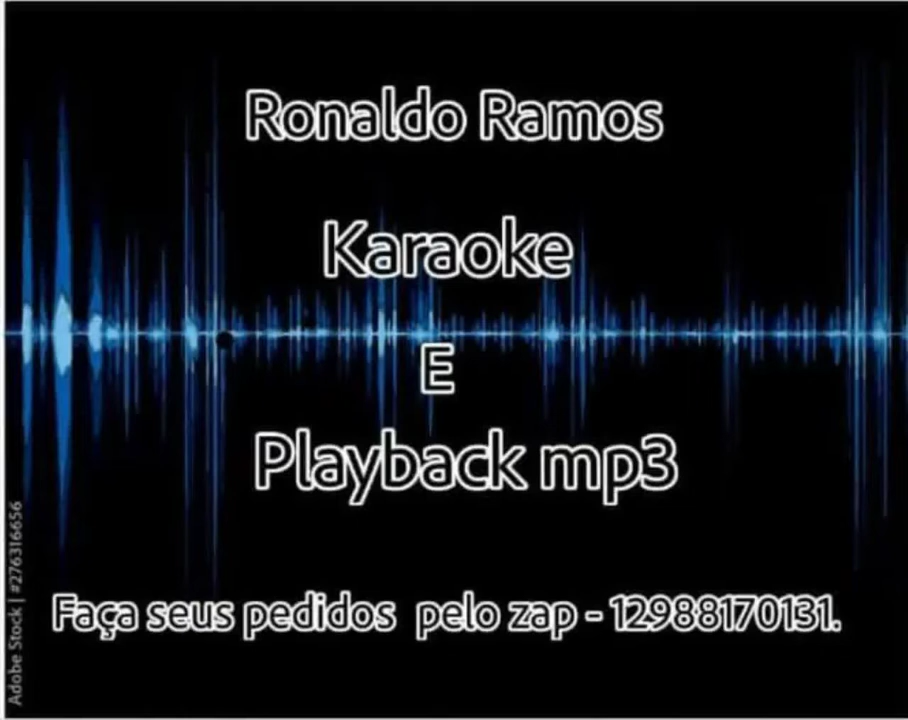 Ronaldo Ramos
Karaoke
E
Playback mp3
Faça seus pedidos pelo zap - 12988170131.
Adobe Stock | #276316656